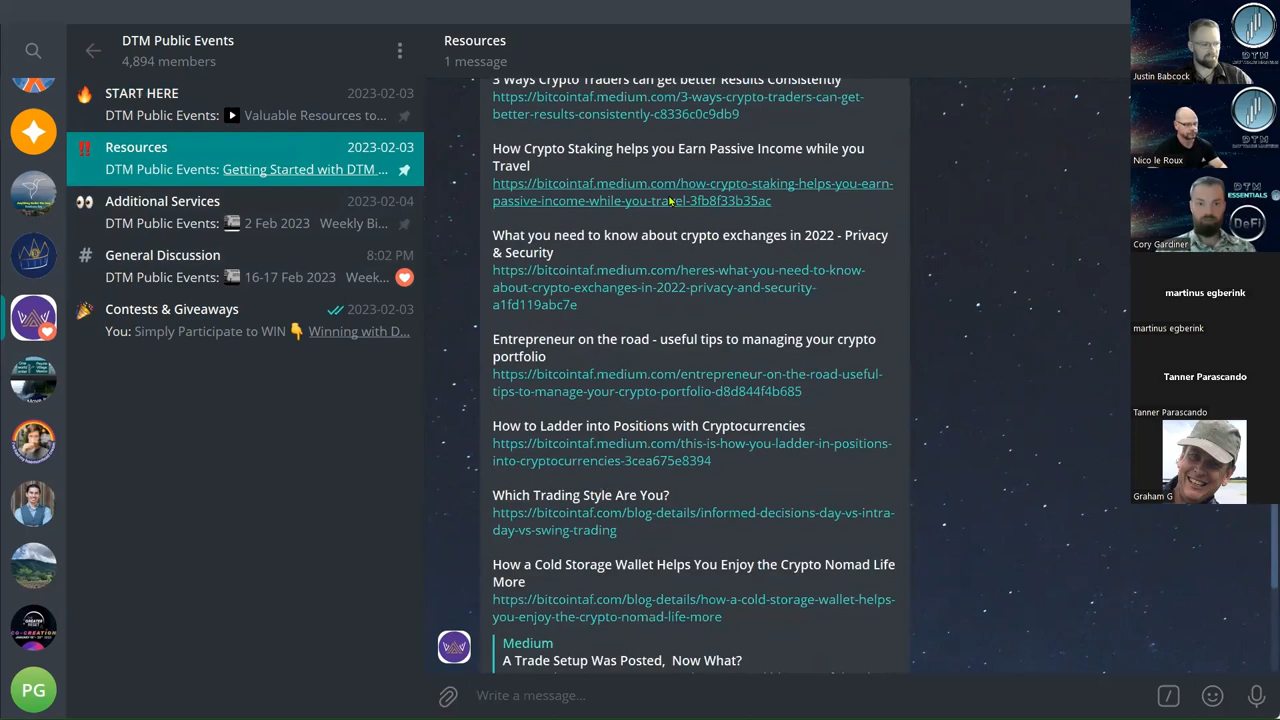 DTM Public Events
4,894 members
START HERE 2023-02-03
DTM Public Events: Valuable Resources to...
Resources 2023-02-03
DTM Public Events: Getting Started with DTM ...
Additional Services 2023-02-04
DTM Public Events: 2 Feb 2023 Weekly Bi...
# General Discussion 8:02 PM
DTM Public Events: 16-17 Feb 2023 Week...
Contests & Giveaways 2023-02-03
You: Simply Participate to WIN Winning with D...
PG
Resources
1 message
3 Ways Crypto Traders can get better Results Consistently
https://bitcointaf.medium.com/3-ways-crypto-traders-can-get-
better-results-consistently-c8336c0c9db9
How Crypto Staking helps you Earn Passive Income while you
Travel
https://bitcointaf.medium.com/how-crypto-staking-helps-you-earn-
passive-income-while-you-travel-3fb8f33b35ac
What you need to know about crypto exchanges in 2022 - Privacy
& Security
https://bitcointaf.medium.com/heres-what-you-need-to-know-
about-crypto-exchanges-in-2022-privacy-and-security-
a1fd119abc7e
Entrepreneur on the road - useful tips to managing your crypto
portfolio
https://bitcointaf.medium.com/entrepreneur-on-the-road-useful-
tips-to-manage-your-crypto-portfolio-d8d844f4b685
How to Ladder into Positions with Cryptocurrencies
https://bitcointaf.medium.com/this-is-how-you-ladder-in-positions-
into-cryptocurrencies-3cea675e8394
Which Trading Style Are You?
https://bitcointaf.com/blog-details/informed-decisions-day-vs-intra-
day-vs-swing-trading
How a Cold Storage Wallet Helps You Enjoy the Crypto Nomad Life
More
https://bitcointaf.com/blog-details/how-a-cold-storage-wallet-helps-
you-enjoy-the-crypto-nomad-life-more
Medium
A Trade Setup Was Posted, Now What?
Write a message...
DTM
Justin Babcock
DTM
Nico le Roux
DTM
ESSENTIALS
DeFi
Cory Gardiner
martinus egberink
martinus egberink
Tanner Parascando
Tanner Parascando
Graham G